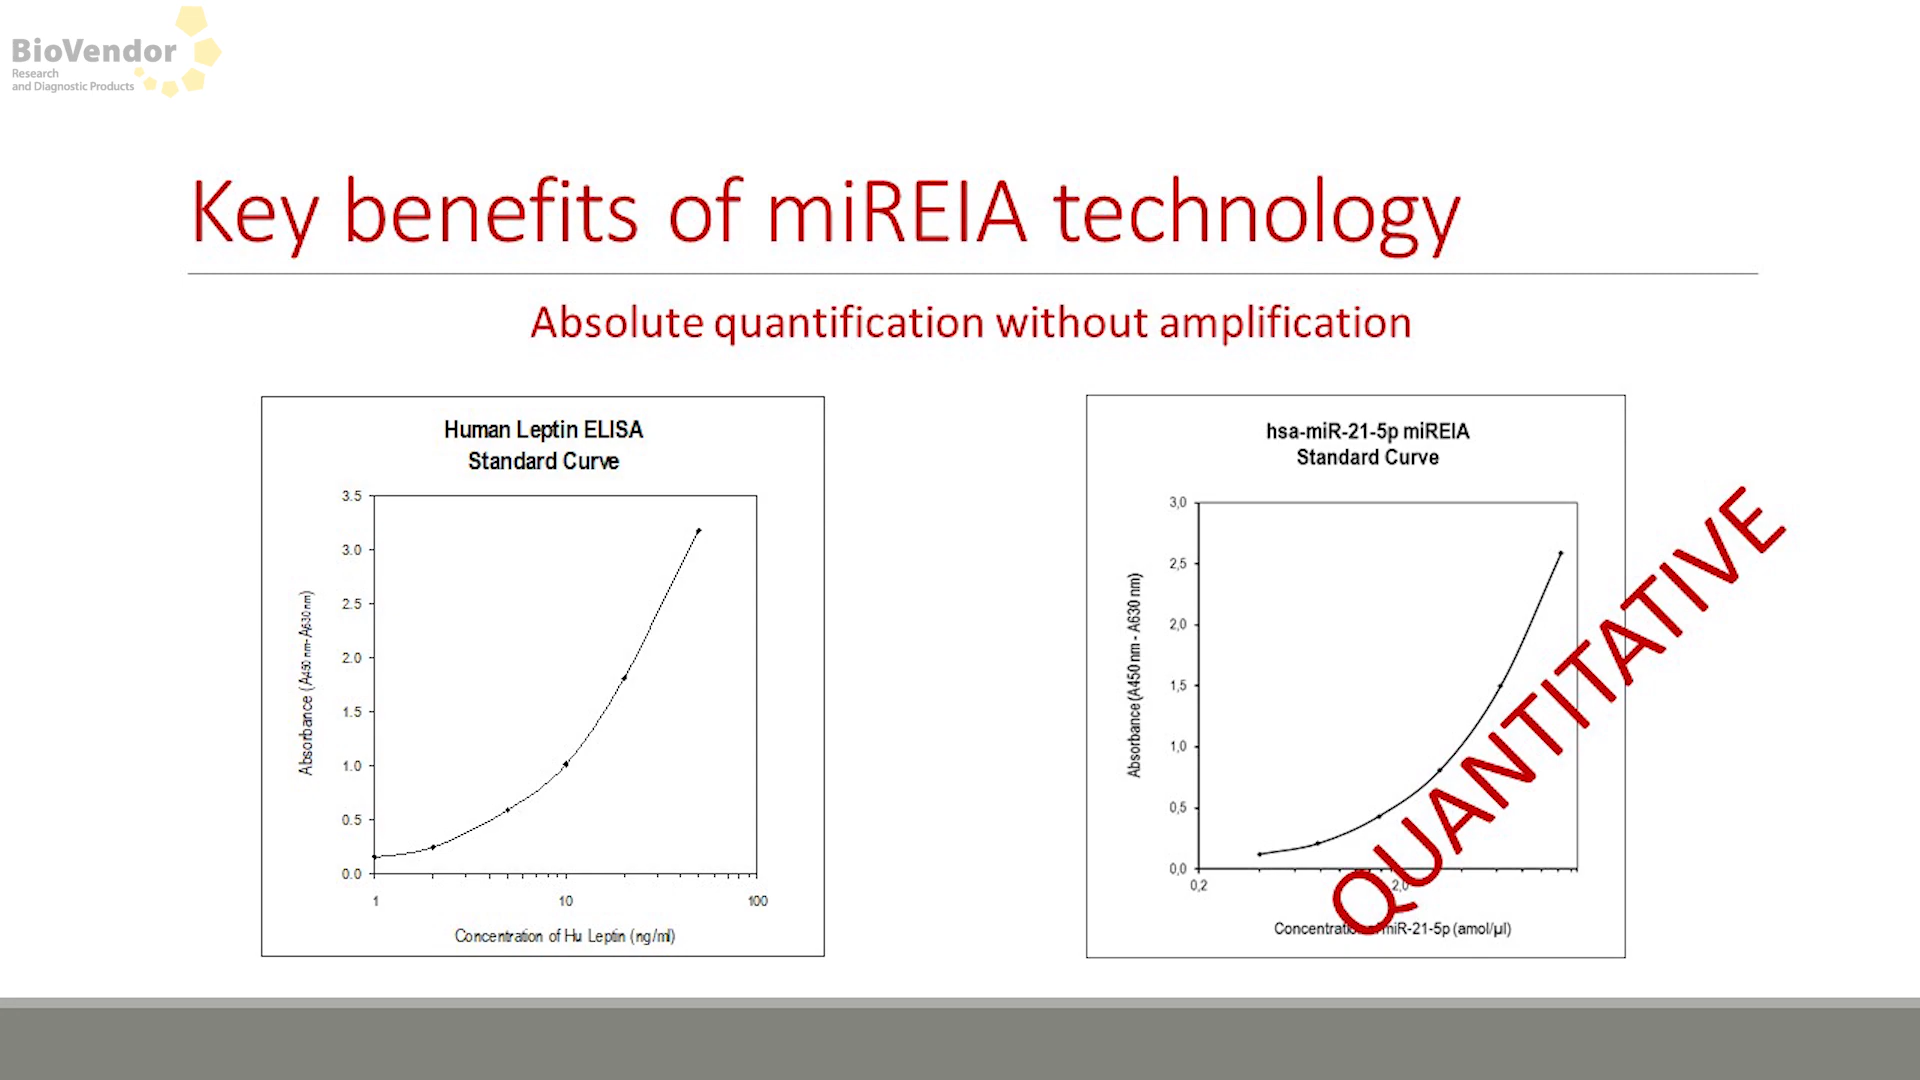 BioVendor
Research
and Diagnostic Products
Key benefits of miREIA technology
Absolute quantification without amplification
Human Leptin ELISA
Standard Curve
3.5
3.0
2.5
2.0
1.5
1.0
0.5
0.0
Absorbance (A450 nm- A630 nm)
1
10
100
Concentration of Hu Leptin (ng/ml)
hsa-miR-21-5p miREIA
Standard Curve
3,0
2,5
2,0
1,5
1,0
0,5
0,0
Absorbance (A450 nm - A630 nm)
0,2
2,0
miR-21-5p (amol/µl)
QUANTITATIVE